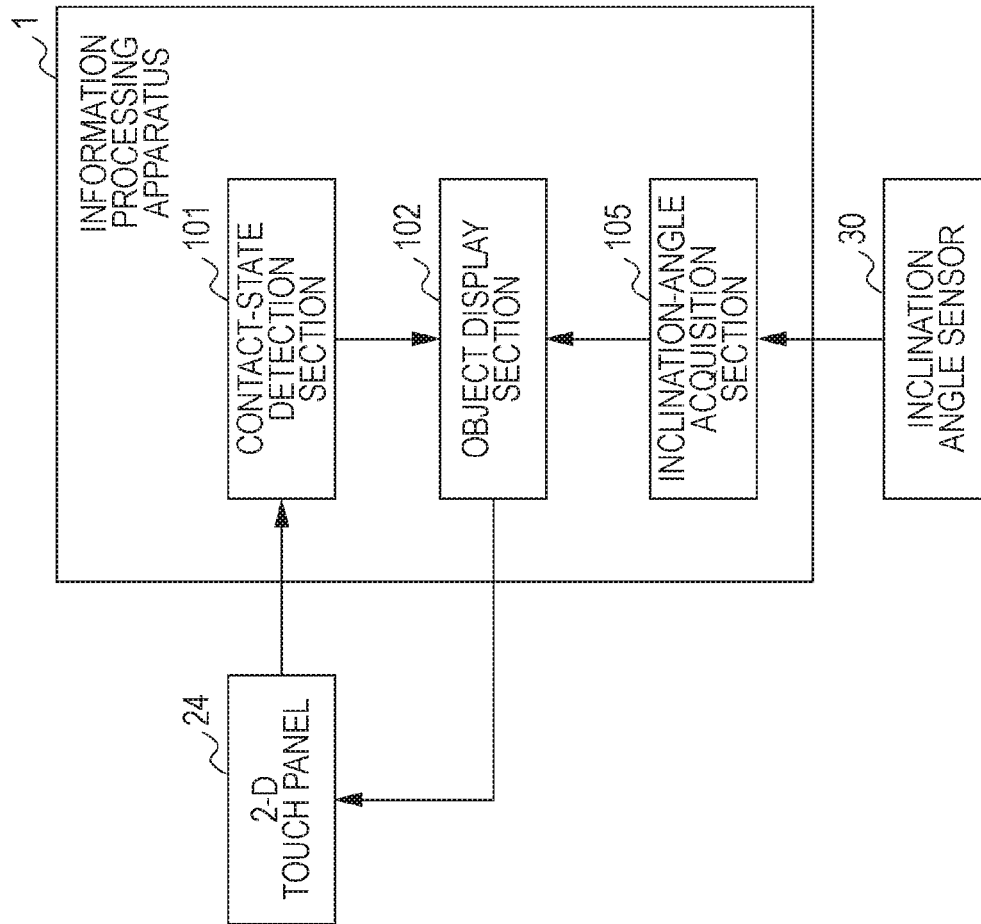 1
INFORMATION
PROCESSING
APPARATUS
24
2-D
TOUCH PANEL
101
CONTACT-STATE
DETECTION
SECTION
102
OBJECT DISPLAY
SECTION
105
INCLINATION-ANGLE
ACQUISITION
SECTION
30
INCLINATION
ANGLE SENSOR